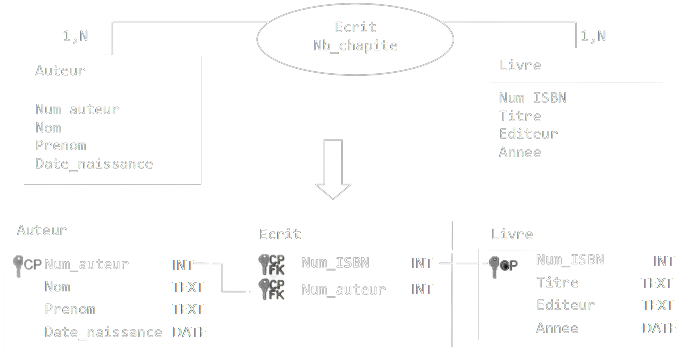 Ecrit
Nb_chapite
1,N
1,N
Auteur
Num_auteur
Nom
Prenom
Date_naissance
Livre
Num ISBN
Titre
Editeur
Annee
Auteur
CP Num_auteur INT
Nom TEXT
Prenom TEXT
Date_naissance DATE
Ecrit
CP FK Num_ISBN INT
CP FK Num_auteur INT
Livre
CP Num_ISBN INT
Titre TEXT
Editeur TEXT
Annee DATE